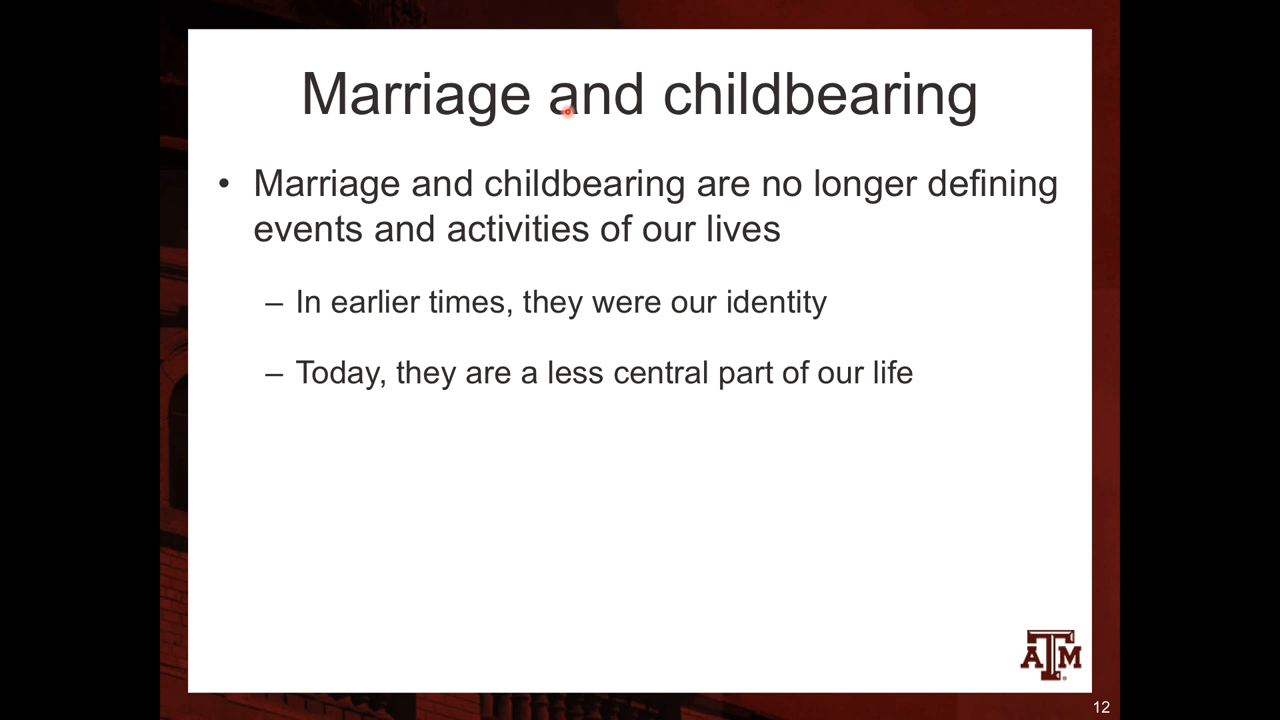 Marriage and childbearing
• Marriage and childbearing are no longer defining
events and activities of our lives
– In earlier times, they were our identity
– Today, they are a less central part of our life
ATM
12